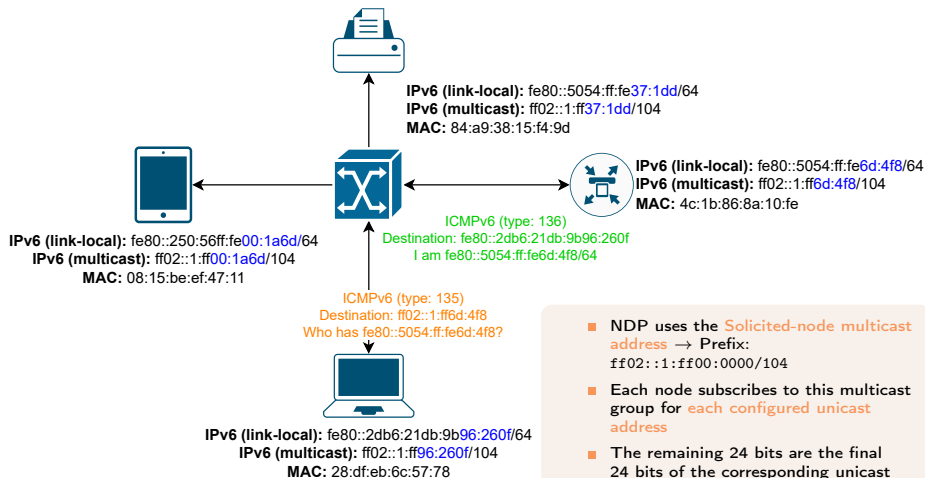 IPv6 (link-local): fe80::5054:ff:fe37:1dd/64
IPv6 (multicast): ff02::1:ff37:1dd/104
MAC: 84:a9:38:15:f4:9d
IPv6 (link-local): fe80::5054:ff:fe6d:4f8/64
IPv6 (multicast): ff02::1:ff6d:4f8/104
MAC: 4c:1b:86:8a:10:fe
ICMPv6 (type: 136)
Destination: fe80::2db6:21db:9b96:260f
I am fe80::5054:ff:fe6d:4f8/64
IPv6 (link-local): fe80::250:56ff:fe00:1a6d/64
IPv6 (multicast): ff02::1:ff00:1a6d/104
MAC: 08:15:be:ef:47:11
ICMPv6 (type: 135)
Destination: ff02::1:ff6d:4f8
Who has fe80::5054:ff:fe6d:4f8?
IPv6 (link-local): fe80::2db6:21db:9b96:260f/64
IPv6 (multicast): ff02::1:ff96:260f/104
MAC: 28:df:eb:6c:57:78
NDP uses the Solicited-node multicast
address → Prefix:
ff02::1:ff00:0000/104
Each node subscribes to this multicast
group for each configured unicast
address
The remaining 24 bits are the final
24 bits of the corresponding unicast